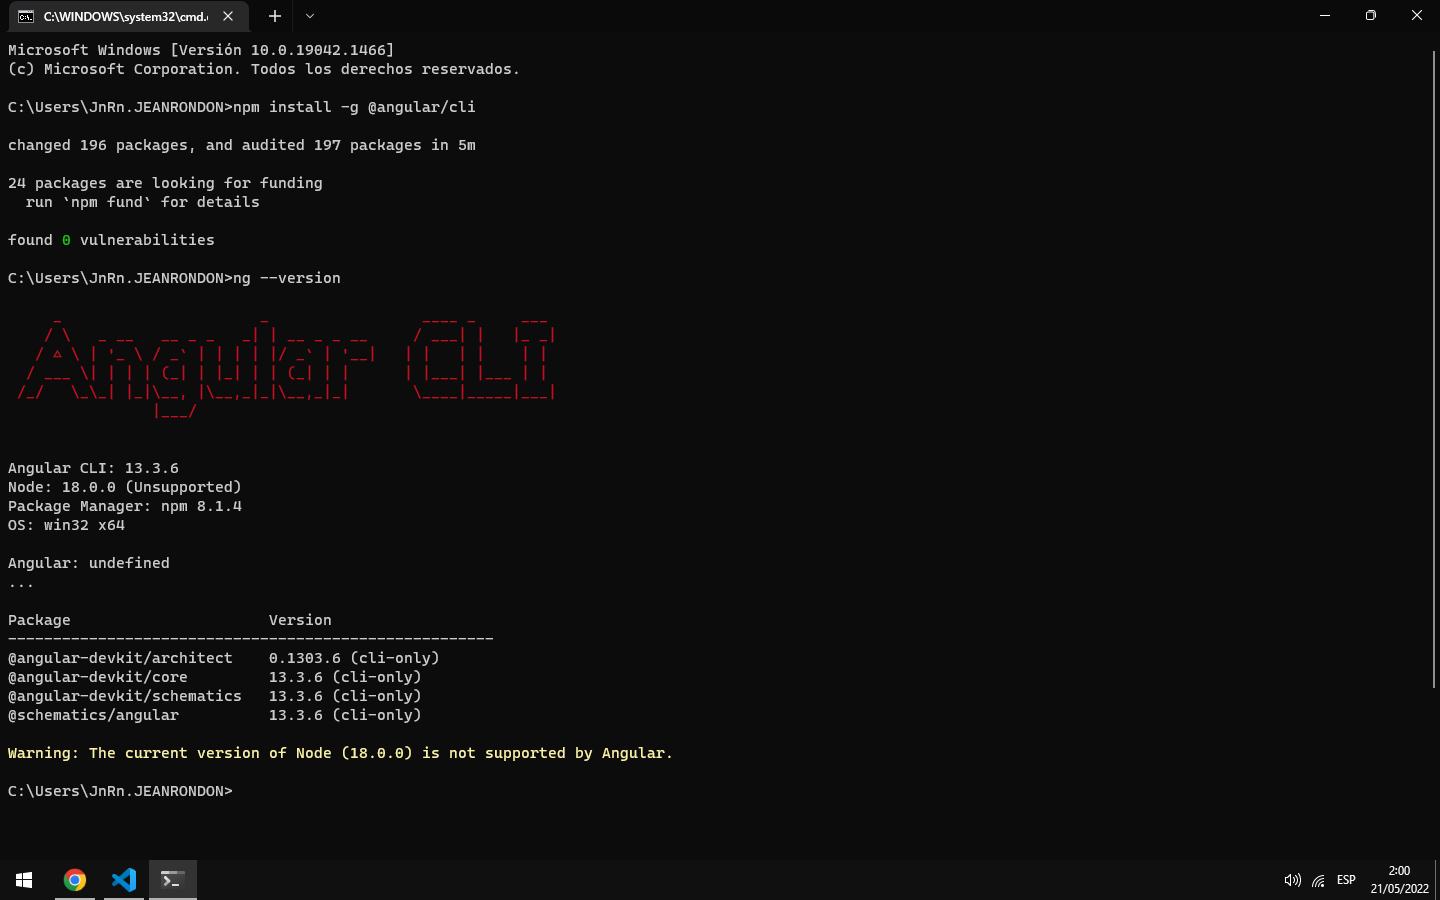 C:\WINDOWS\system32\cmd.
Microsoft Windows [Versión 10.0.19042.1466]
(c) Microsoft Corporation. Todos los derechos reservados.
C:\Users\JnRn.JEANRONDON>npm install -g @angular/cli
changed 196 packages, and audited 197 packages in 5m
24 packages are looking for funding
  run `npm fund` for details
found 0 vulnerabilities
C:\Users\JnRn.JEANRONDON>ng --version
Angular CLI
Angular CLI: 13.3.6
Node: 18.0.0 (Unsupported)
Package Manager: npm 8.1.4
OS: win32 x64
Angular: undefined
...
Package                      Version
------------------------------------------------------
@angular-devkit/architect    0.1303.6 (cli-only)
@angular-devkit/core         13.3.6 (cli-only)
@angular-devkit/schematics   13.3.6 (cli-only)
@schematics/angular          13.3.6 (cli-only)
Warning: The current version of Node (18.0.0) is not supported by Angular.
C:\Users\JnRn.JEANRONDON>
ESP
2:00
21/05/2022